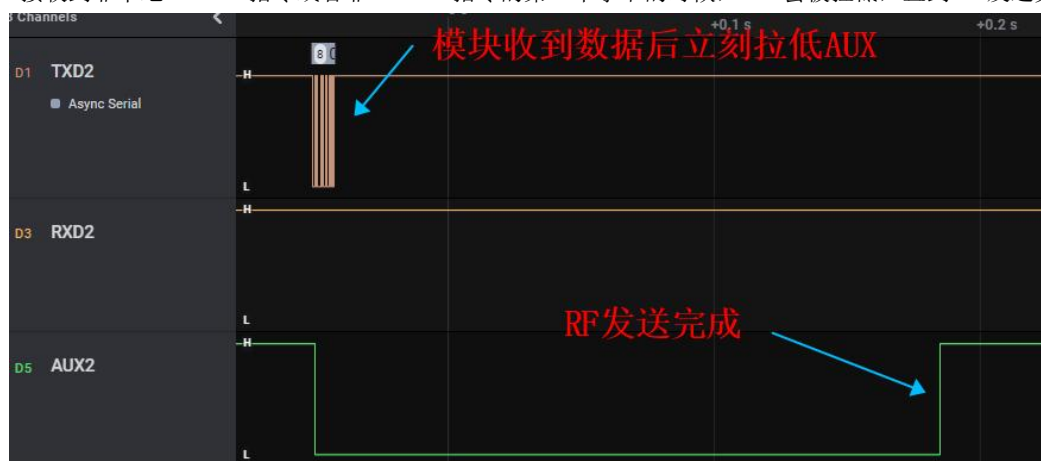 Channels
+0.1 s
+0.2 s
模块收到数据后立刻拉低AUX
8
D1 TXD2
H
Async Serial
L
H
D3 RXD2
L
RF发送完成
H
D5 AUX2
L